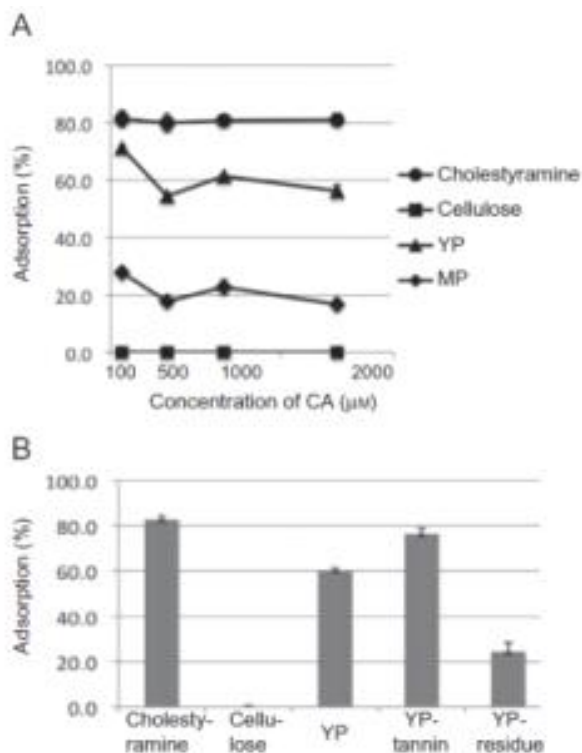 A
100.0
80.0
60.0
40.0
20.0
0.0
Adsorption (%)
100 500 1000 2000
Concentration of CA (μM)
Cholestyramine
Cellulose
YP
MP
B
100.0
80.0
60.0
40.0
20.0
0.0
Adsorption (%)
Cholesty- Cellu- YP YP- YP-
ramine lose tannin residue